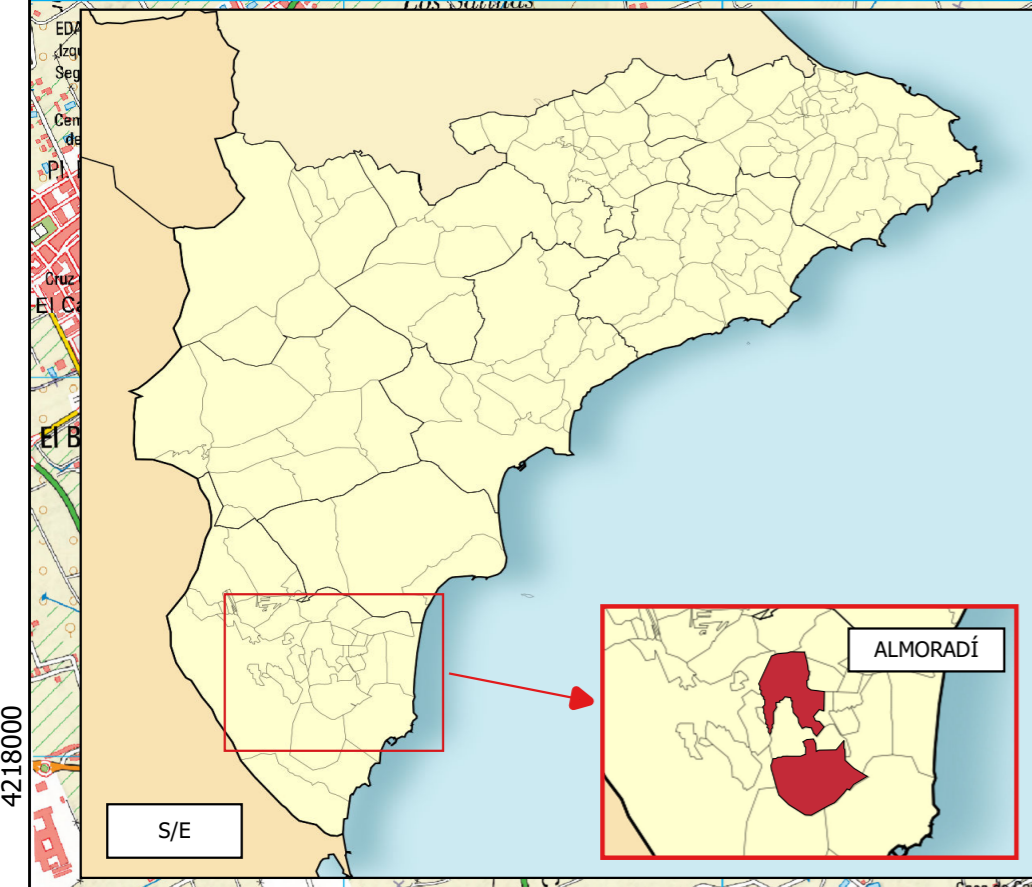 Los Salinas
EDA
Izqu
Seg
Cem
de
Pl.
Cruz
El Ca
El B
4218000
ALMORADÍ
S/E